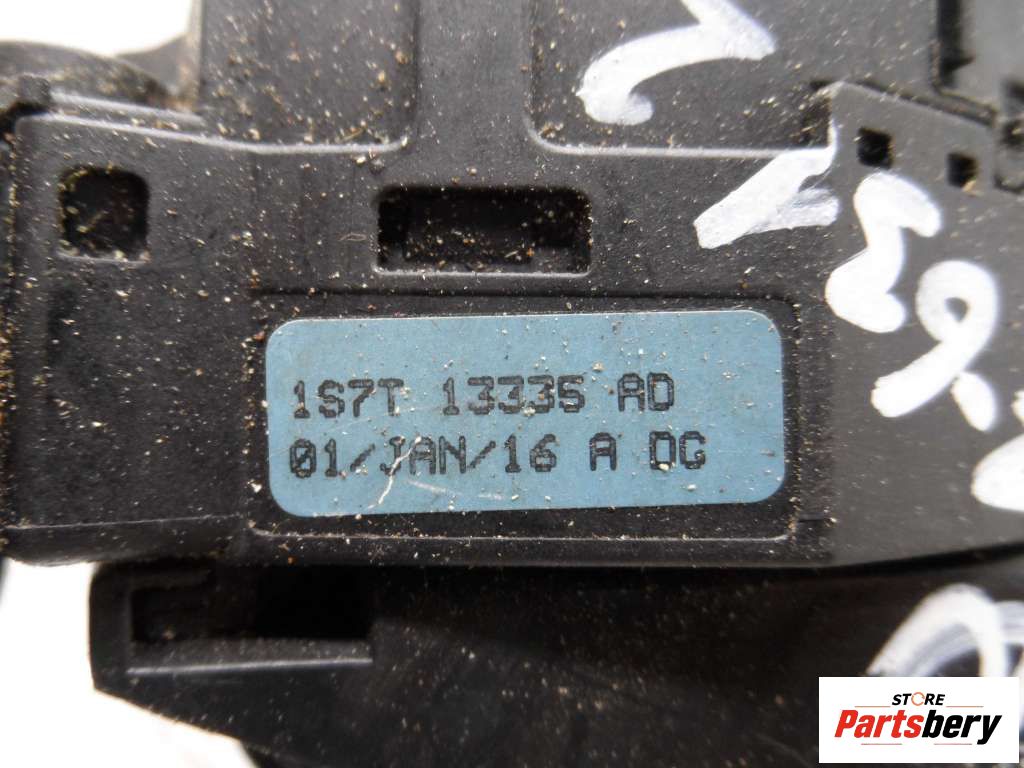 1S7T 13335 AD
01/JAN/16 A DG
STORE
Partsbery